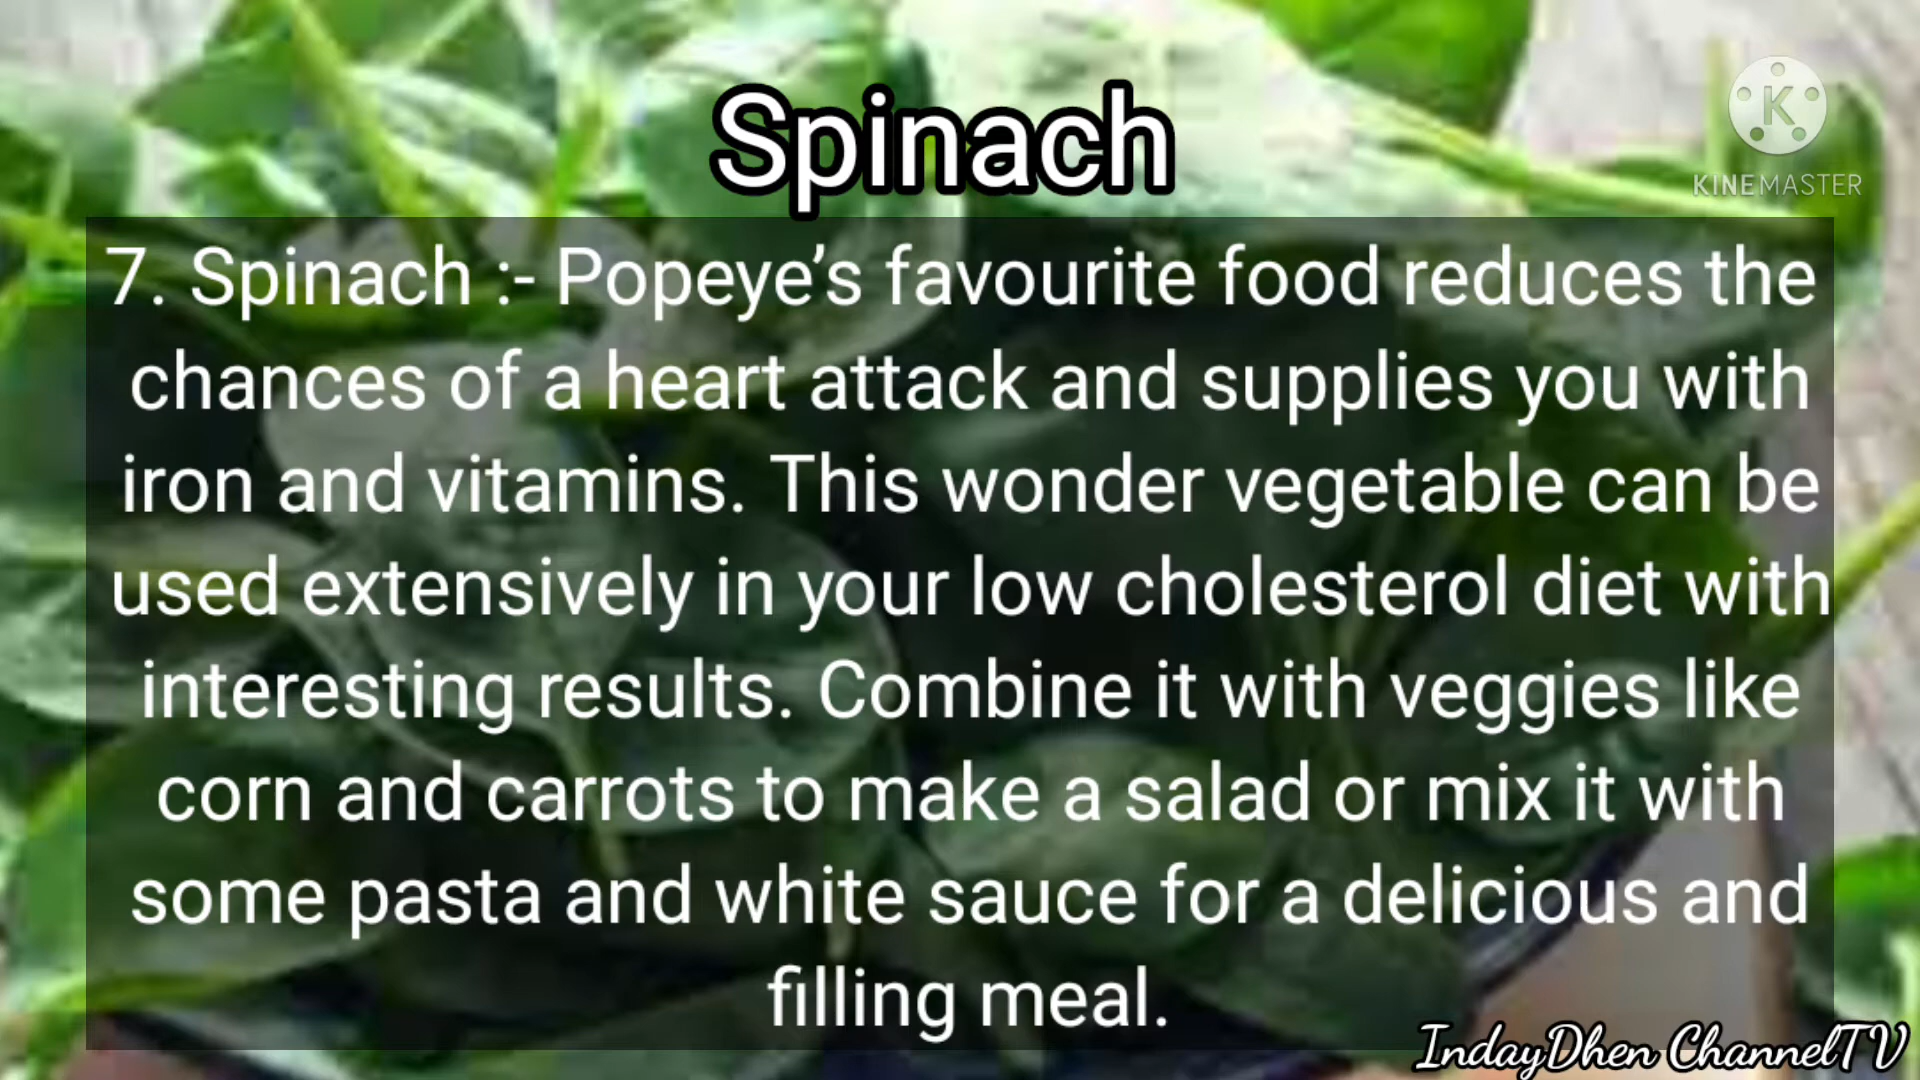 Spinach
KINEMASTER
7. Spinach :- Popeye’s favourite food reduces the
chances of a heart attack and supplies you with
iron and vitamins. This wonder vegetable can be
used extensively in your low cholesterol diet with
interesting results. Combine it with veggies like
corn and carrots to make a salad or mix it with
some pasta and white sauce for a delicious and
filling meal.
IndayDhen ChannelTV